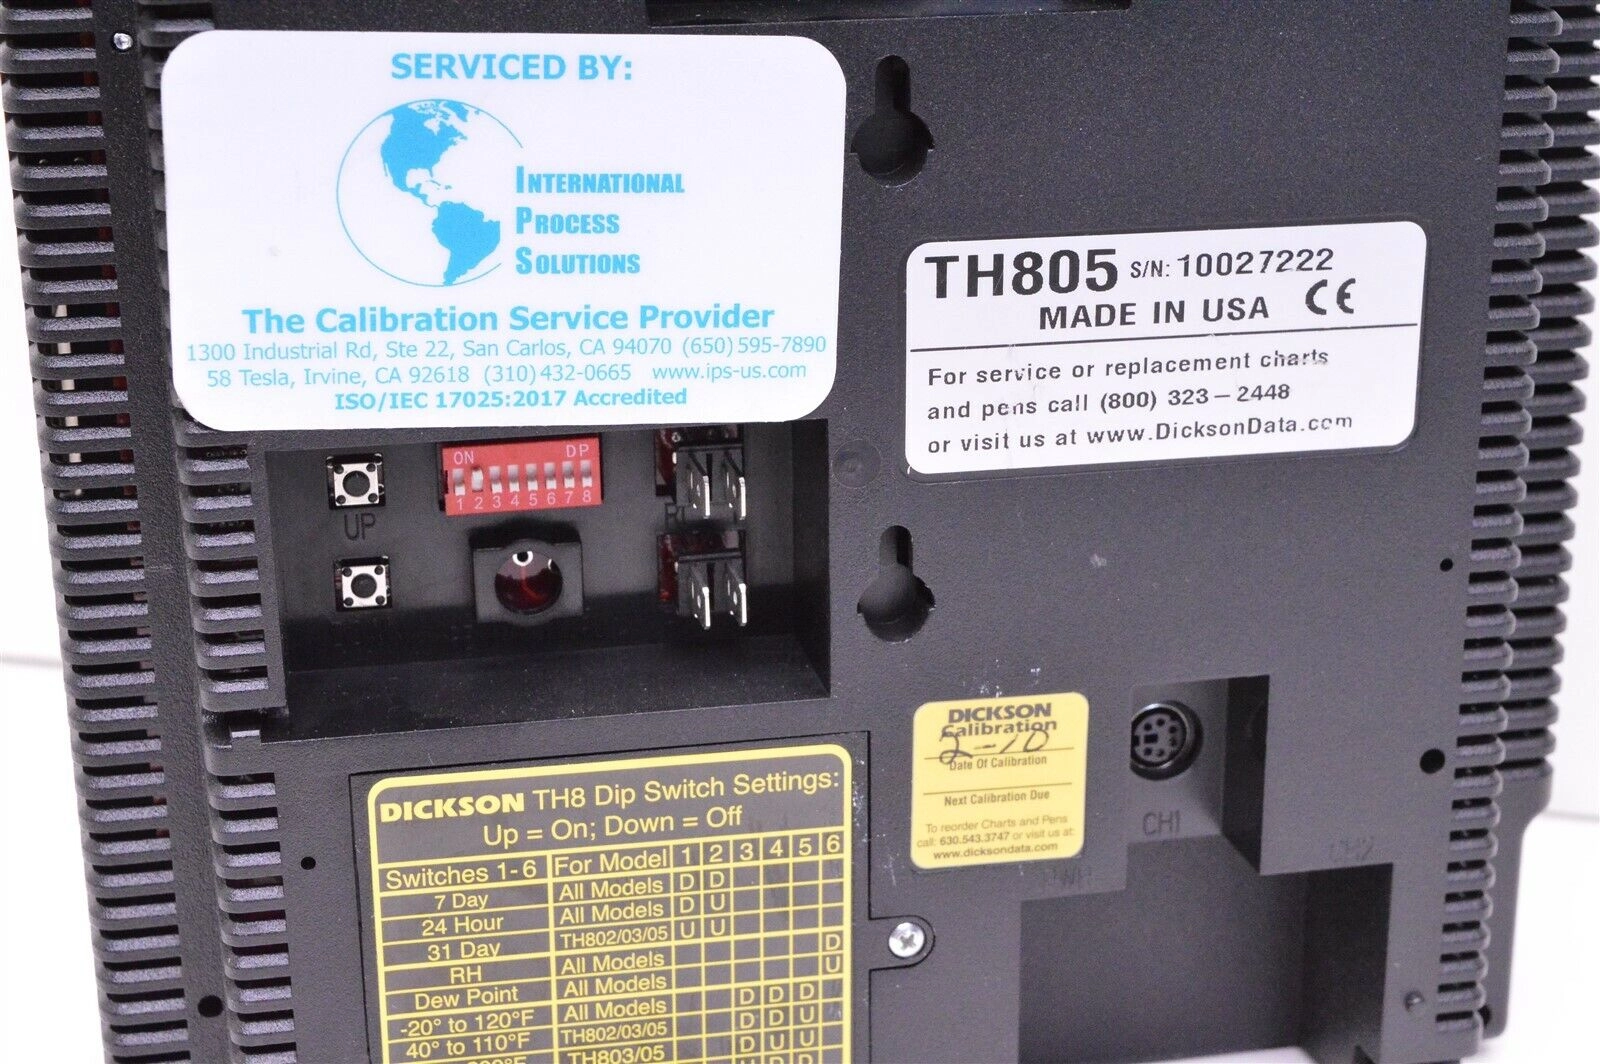 SERVICED BY:
INTERNATIONAL
PROCESS
SOLUTIONS
The Calibration Service Provider
1300 Industrial Rd, Ste 22, San Carlos, CA 94070 (650) 595-7890
58 Tesla, Irvine, CA 92618 (310) 432-0665 www.ips-us.com
ISO/IEC 17025:2017 Accredited
TH805 S/N: 10027222
MADE IN USA CE
For service or replacement charts
and pens call (800) 323-2448
or visit us at www.DicksonData.com
ON DP
1 2 3 4 5 6 7 8
UP
DICKSON
Calibration
2-10
Date Of Calibration
Next Calibration Due
To reorder Charts and Pens
call: 630.543.3747 or visit us at:
www.dicksondata.com
CH1
CH2
PWR
DICKSON TH8 Dip Switch Settings:
Up = On; Down = Off
Switches 1-6 For Model 1 2 3 4 5 6
7 Day All Models D D
24 Hour All Models D U
31 Day TH802/03/05 U U
RH All Models D
Dew Point All Models U
-20° to 120°F All Models D D D
40° to 110°F TH802/03/05 D D U
TH803/05 D U